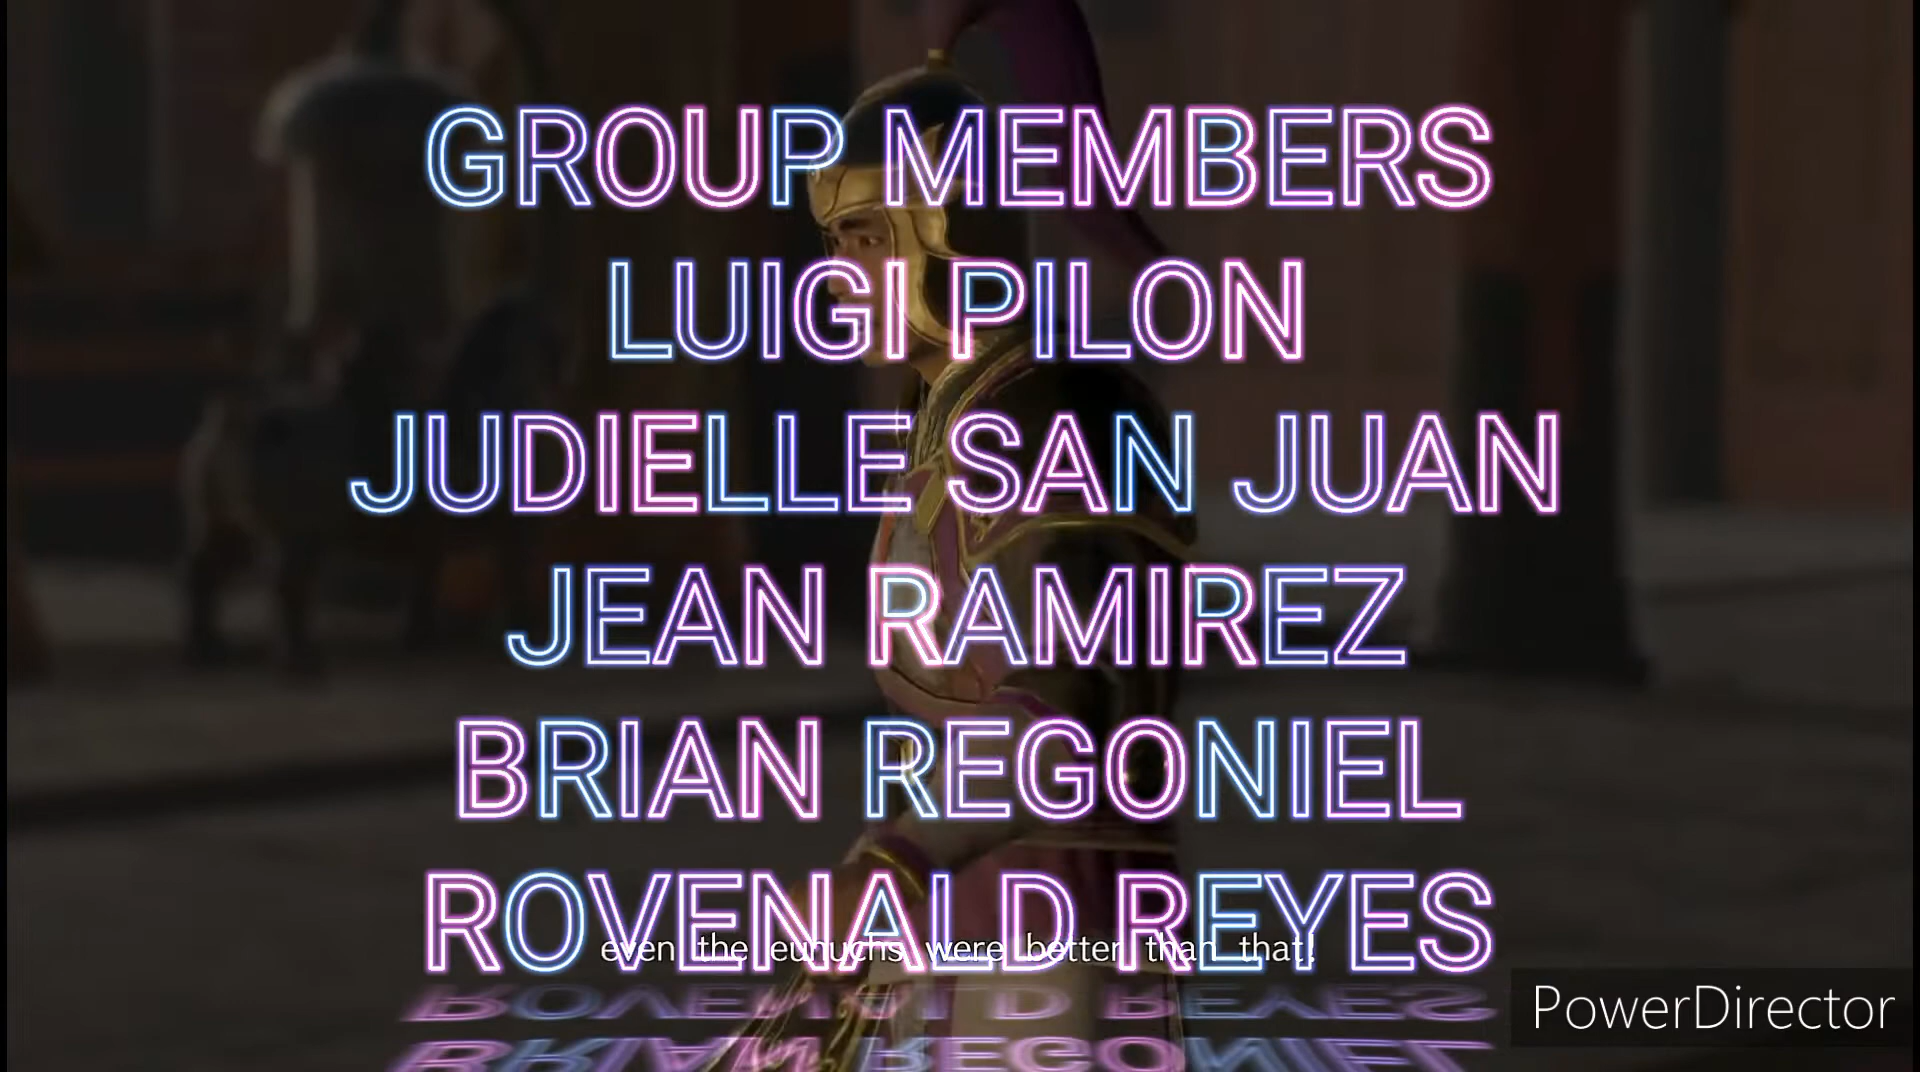 GROUP MEMBERS
LUIGI PILON
JUDIELLE SAN JUAN
JEAN RAMIREZ
BRIAN REGONIEL
ROVENALD REYES
even the eunuchs were better than that!
PowerDirector